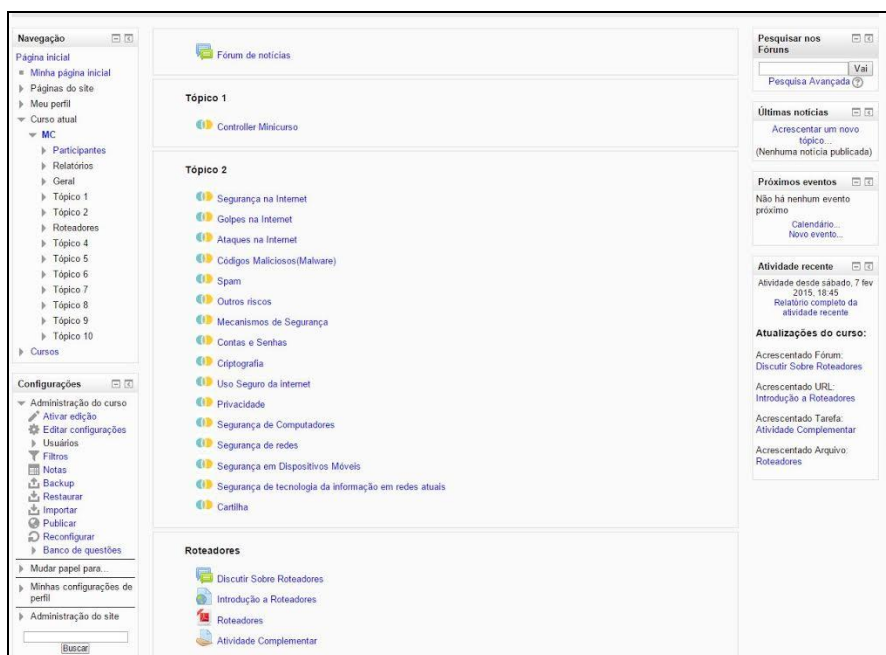 Navegação
Página inicial
Minha página inicial
Páginas do site
Meu perfil
Curso atual
MC
Participantes
Relatórios
Geral
Tópico 1
Tópico 2
Roteadores
Tópico 4
Tópico 5
Tópico 6
Tópico 7
Tópico 8
Tópico 9
Tópico 10
Cursos
Configurações
Administração do curso
Ativar edição
Editar configurações
Usuários
Filtros
Notas
Backup
Restaurar
Importar
Publicar
Reconfigurar
Banco de questões
Mudar papel para...
Minhas configurações de
perfil
Administração do site
Buscar
Fórum de notícias
Tópico 1
Controller Minicurso
Tópico 2
Segurança na Internet
Golpes na Internet
Ataques na Internet
Códigos Maliciosos(Malware)
Spam
Outros riscos
Mecanismos de Segurança
Contas e Senhas
Criptografia
Uso Seguro da internet
Privacidade
Segurança de Computadores
Segurança de redes
Segurança em Dispositivos Móveis
Segurança de tecnologia da informação em redes atuais
Cartilha
Roteadores
Discutir Sobre Roteadores
Introdução a Roteadores
Roteadores
Atividade Complementar
Pesquisar nos
Fóruns
Vai
Pesquisa Avançada ?
Últimas notícias
Acrescentar um novo
tópico...
(Nenhuma notícia publicada)
Próximos eventos
Não há nenhum evento
próximo
Calendário...
Novo evento...
Atividade recente
Atividade desde sábado, 7 fev
2015, 18:45
Relatório completo da
atividade recente
Atualizações do curso:
Acrescentado Fórum:
Discutir Sobre Roteadores
Acrescentado URL:
Introdução a Roteadores
Acrescentado Tarefa:
Atividade Complementar
Acrescentado Arquivo:
Roteadores